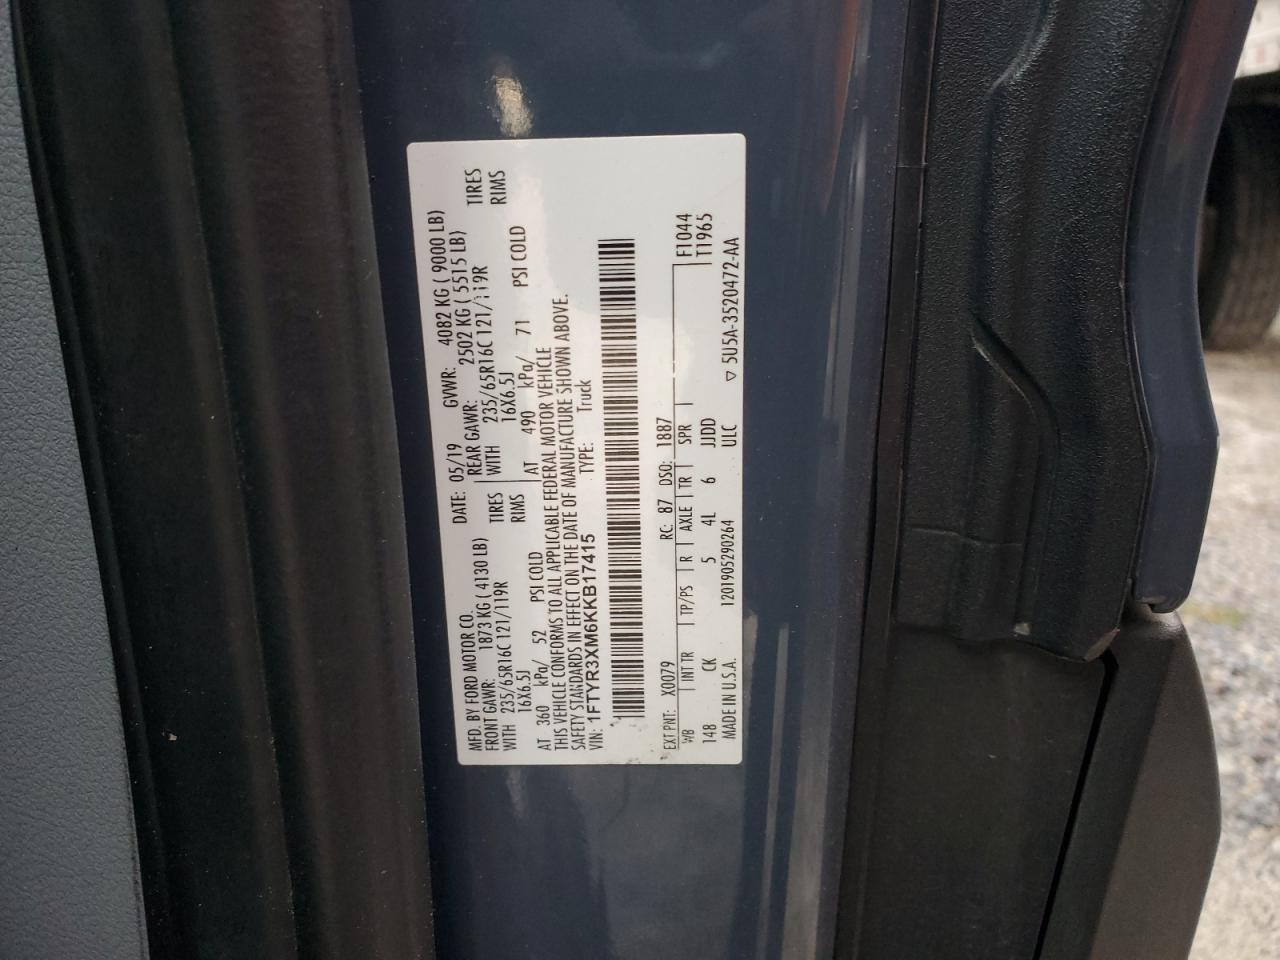 MFD. BY FORD MOTOR CO.
DATE: 05/19 GVWR: 4082 KG ( 9000 LB)
FRONT GAWR: 1873 KG ( 4130 LB) REAR GAWR: 2502 KG ( 5515 LB)
WITH 235/65R16C 121/119R TIRES WITH 235/65R16C 121/119R TIRES
16X6.5J RIMS 16X6.5J RIMS
AT 360 kPa/ 52 PSI COLD AT 490 kPa/ 71 PSI COLD
THIS VEHICLE CONFORMS TO ALL APPLICABLE FEDERAL MOTOR VEHICLE
SAFETY STANDARDS IN EFFECT ON THE DATE OF MANUFACTURE SHOWN ABOVE.
VIN: 1FTYR3XM6KKB17415 TYPE: Truck
EXT PNT: X0079 RC: 87 DSO: 1887
WB INT TR TP/PS R AXLE TR SPR F1044
148 CK 5 4L 6 JJDD T1965
MADE IN U.S.A. 1201905290264 ULC ▽ 5U5A-3520472-AA